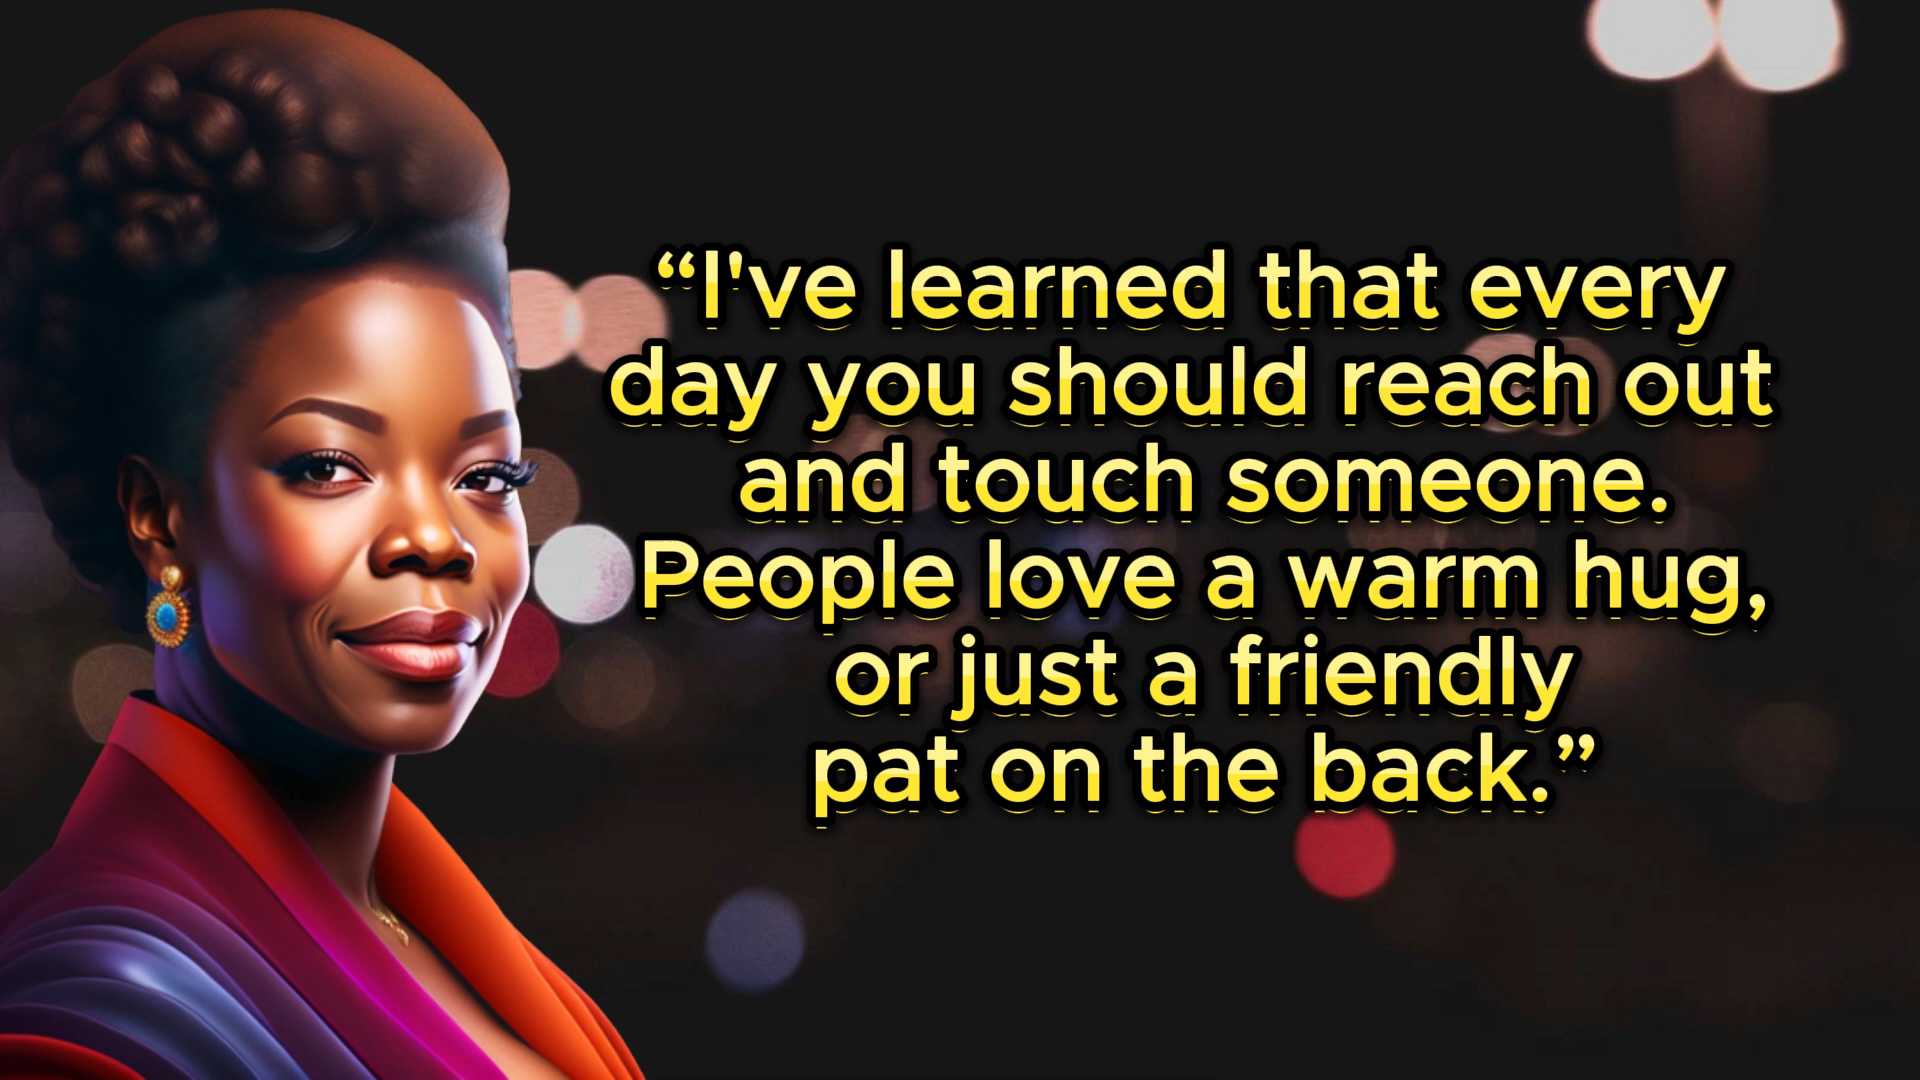 “I've learned that every
day you should reach out
and touch someone.
People love a warm hug,
or just a friendly
pat on the back.”